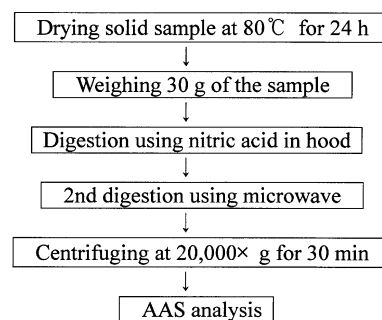 Drying solid sample at 80℃ for 24 h
Weighing 30 g of the sample
Digestion using nitric acid in hood
2nd digestion using microwave
Centrifuging at 20,000× g for 30 min
AAS analysis